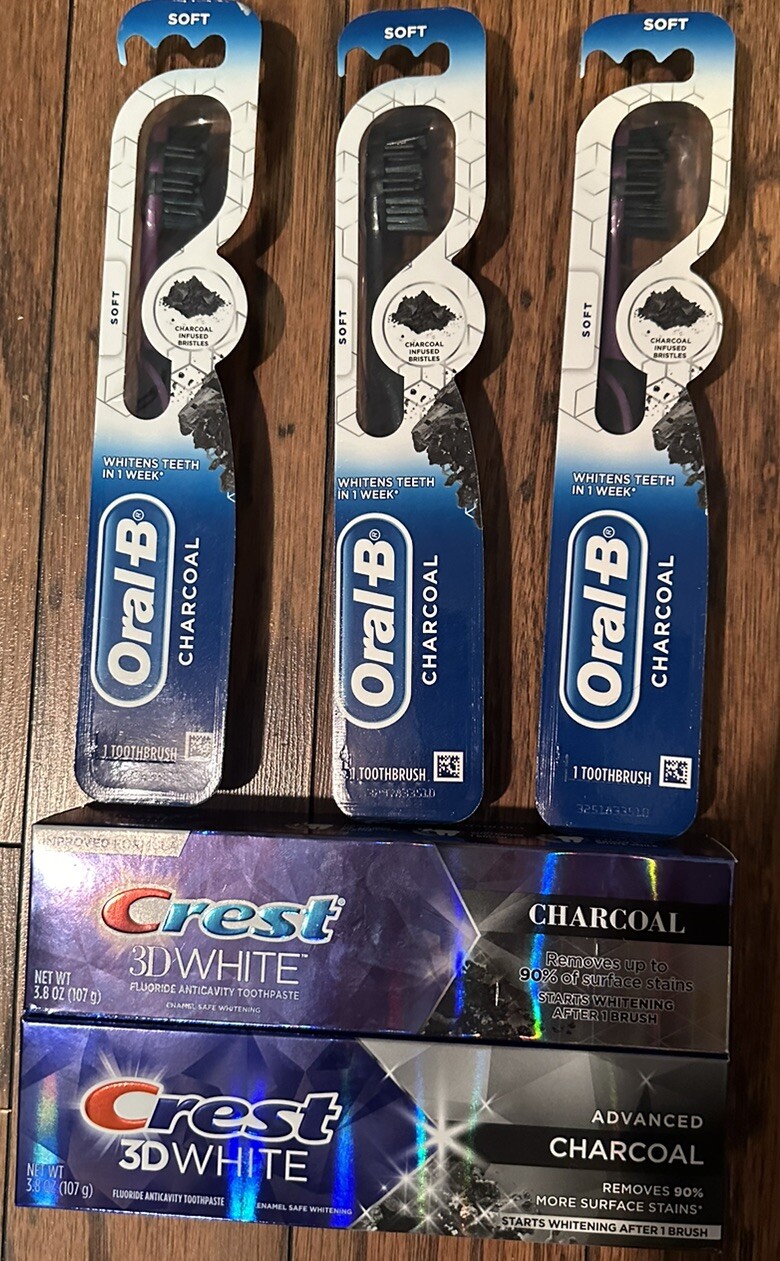 SOFT
SOFT
CHARCOAL
INFUSED
BRISTLES
WHITENS TEETH
IN 1 WEEK*
Oral-B®
CHARCOAL
1 TOOTHBRUSH
SOFT
SOFT
CHARCOAL
INFUSED
BRISTLES
WHITENS TEETH
IN 1 WEEK*
Oral-B®
CHARCOAL
1 TOOTHBRUSH
SOFT
SOFT
CHARCOAL
INFUSED
BRISTLES
WHITENS TEETH
IN 1 WEEK*
Oral-B®
CHARCOAL
1 TOOTHBRUSH
IMPROVED FORMULA
Crest®
3D WHITE™
FLUORIDE ANTICAVITY TOOTHPASTE
ENAMEL SAFE WHITENING
NET WT
3.8 OZ (107 g)
CHARCOAL
Removes up to
90% of surface stains
STARTS WHITENING
AFTER 1 BRUSH
Crest
3D WHITE
NET WT
3.8 OZ (107 g)
FLUORIDE ANTICAVITY TOOTHPASTE
ENAMEL SAFE WHITENING
ADVANCED
CHARCOAL
REMOVES 90%
MORE SURFACE STAINS*
STARTS WHITENING AFTER 1 BRUSH